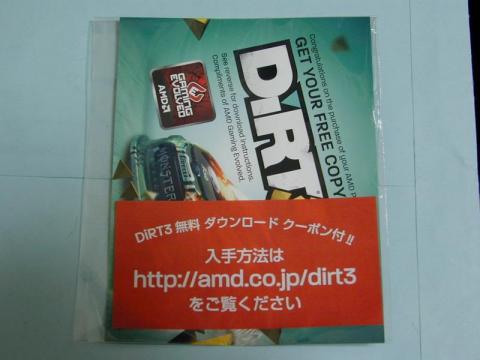 Congratulations on the purchase of your AMD
GET YOUR FREE COPY
DiRT
See reverse for download instructions.
Compliments of AMD Gaming Evolved.
GAMING
EVOLVED
AMD
MONSTER
DiRT3 無料 ダウンロード クーポン付!!
入手方法は
http://amd.co.jp/dirt3
をご覧ください